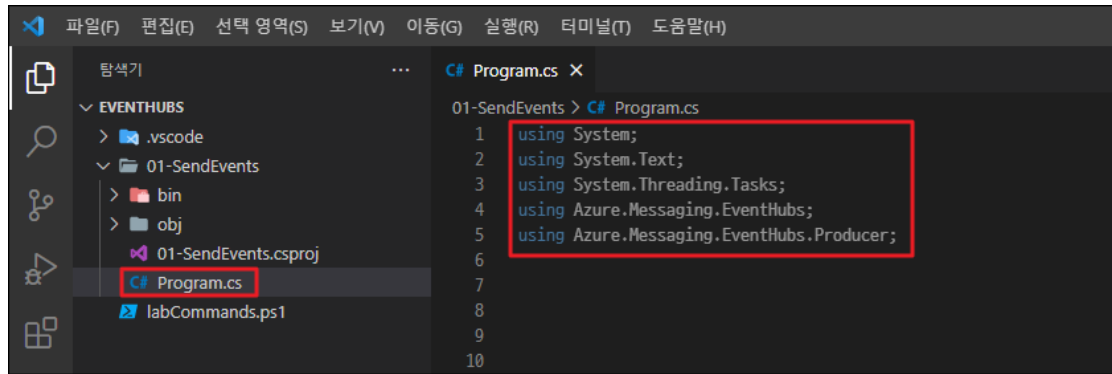 파일(F) 편집(E) 선택 영역(S) 보기(V) 이동(G) 실행(R) 터미널(T) 도움말(H)
탐색기 ···
EVENTHUBS
.vscode
01-SendEvents
bin
obj
01-SendEvents.csproj
C# Program.cs
labCommands.ps1
C# Program.cs ×
01-SendEvents > C# Program.cs
1 using System;
2 using System.Text;
3 using System.Threading.Tasks;
4 using Azure.Messaging.EventHubs;
5 using Azure.Messaging.EventHubs.Producer;
6
7
8
9
10